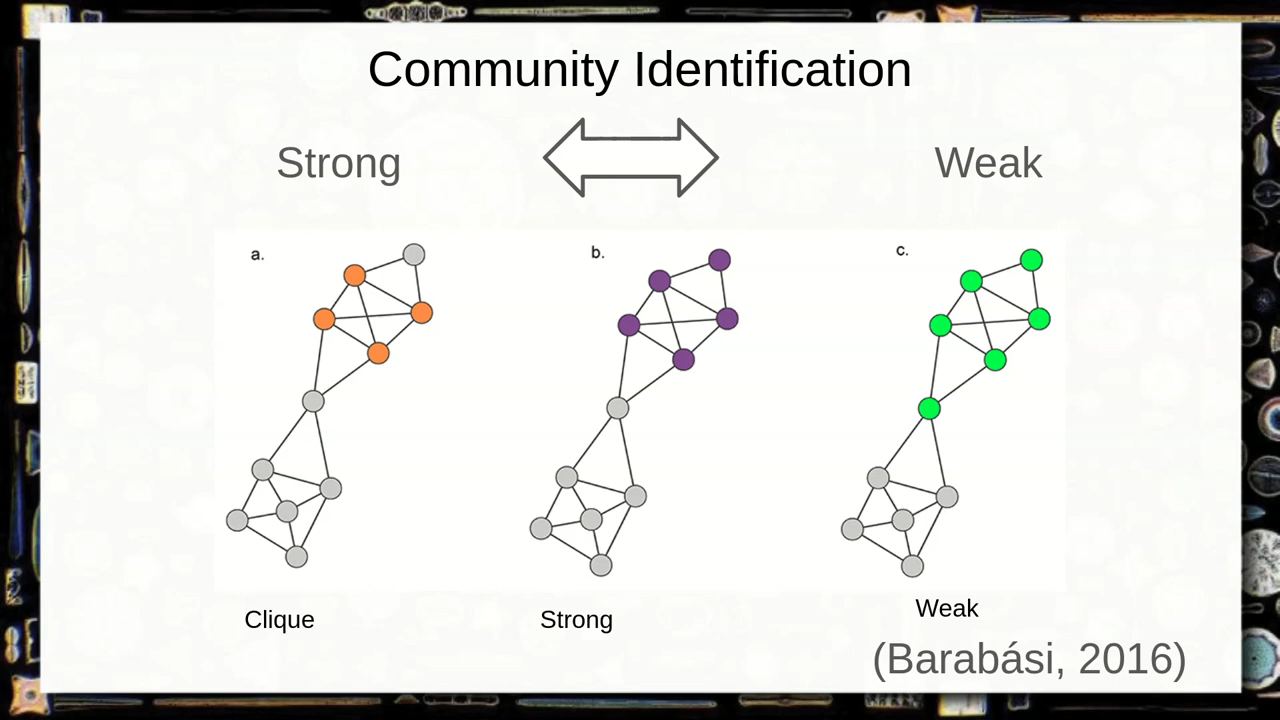 Community Identification
Strong
Weak
a.
b.
c.
Clique
Strong
Weak
(Barabási, 2016)